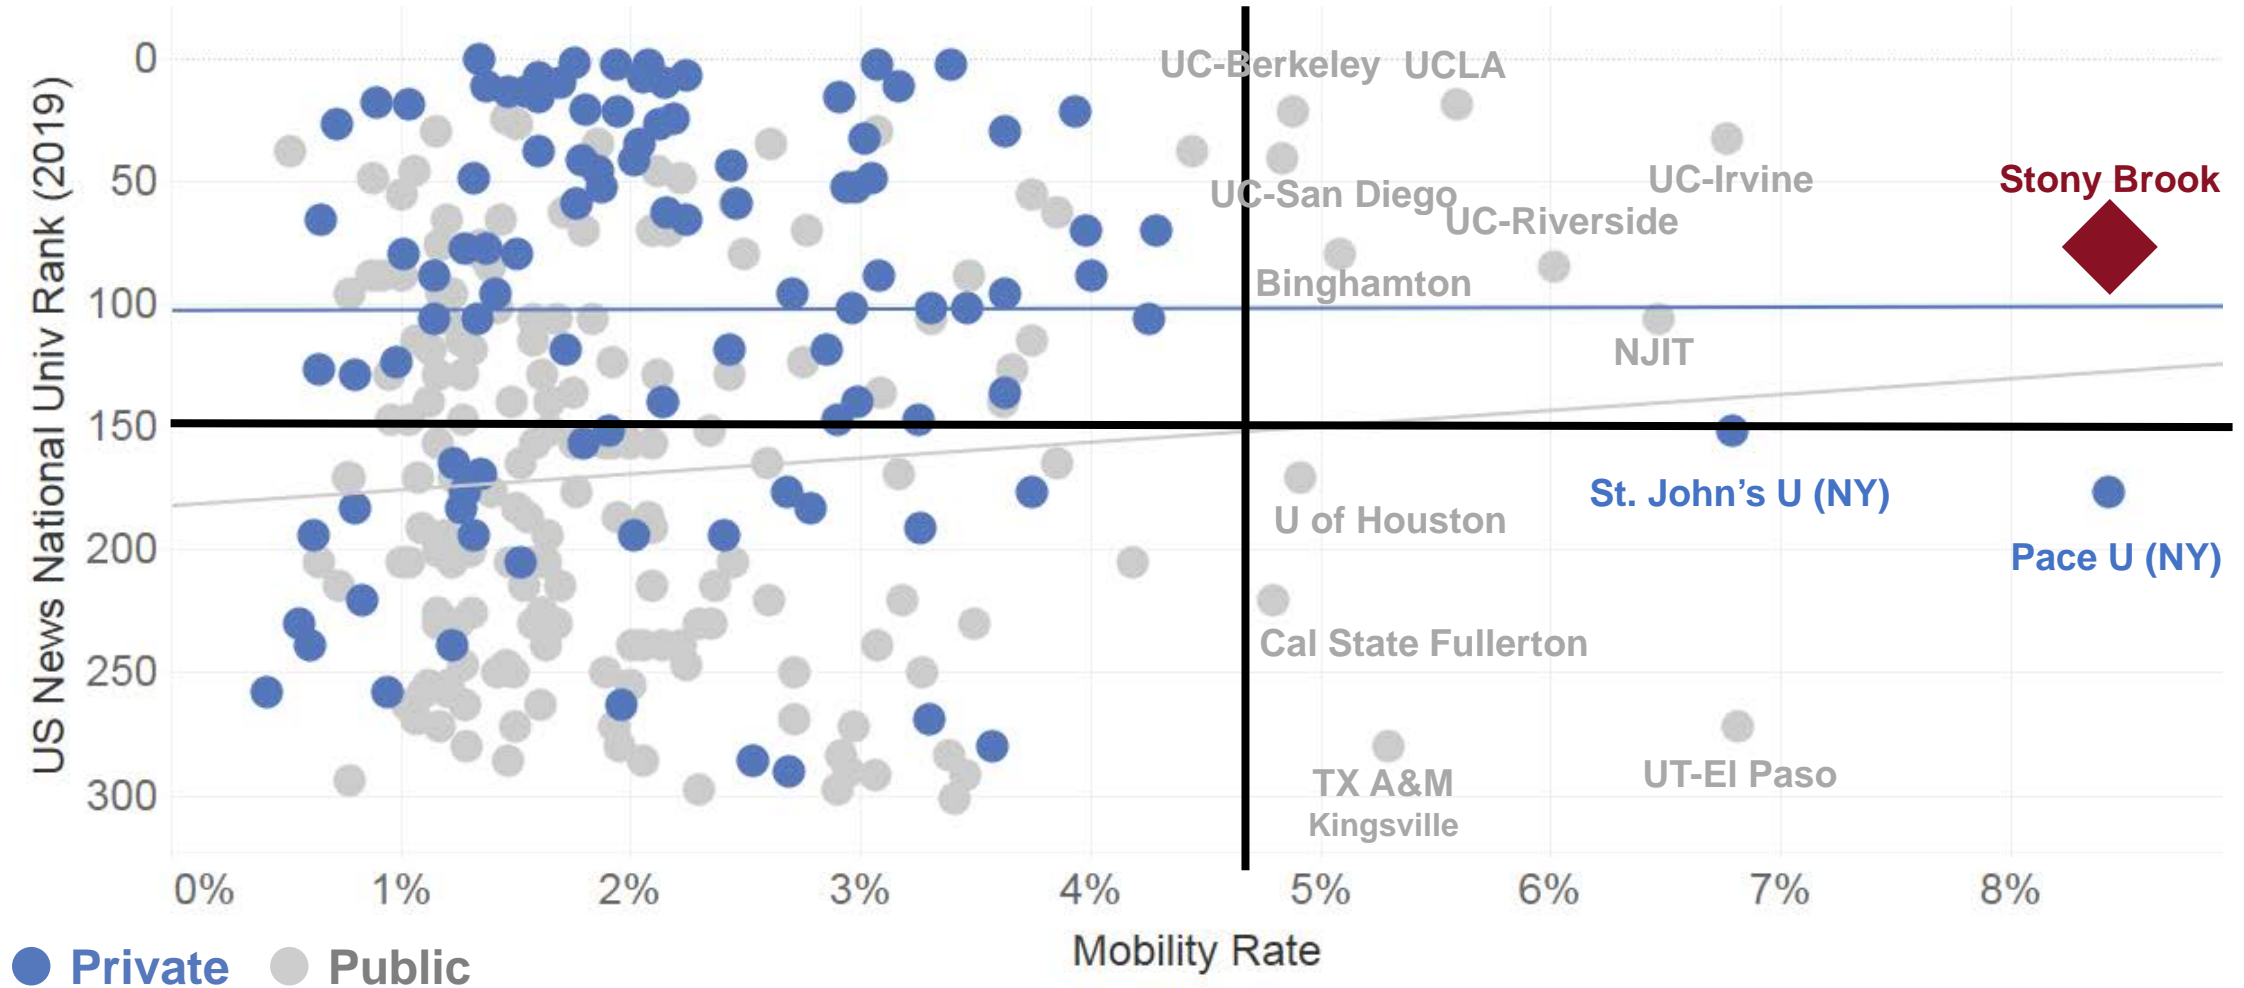 US News National Univ Rank (2019)
0
50
100
150
200
250
300
UC-Berkeley
UCLA
UC-San Diego
UC-Irvine
Stony Brook
UC-Riverside
Binghamton
NJIT
St. John’s U (NY)
U of Houston
Pace U (NY)
Cal State Fullerton
TX A&M
Kingsville
UT-El Paso
0%
1%
2%
3%
4%
5%
6%
7%
8%
Mobility Rate
Private
Public